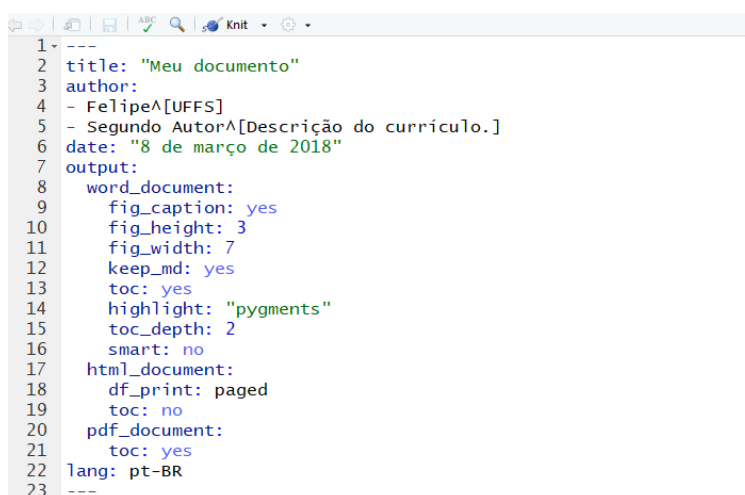 ABC Knit
1 ---
2 title: "Meu documento"
3 author:
4 - Felipe^[UFFS]
5 - Segundo Autor^[Descrição do currículo.]
6 date: "8 de março de 2018"
7 output:
8   word_document:
9     fig_caption: yes
10     fig_height: 3
11     fig_width: 7
12     keep_md: yes
13     toc: yes
14     highlight: "pygments"
15     toc_depth: 2
16     smart: no
17   html_document:
18     df_print: paged
19     toc: no
20   pdf_document:
21     toc: yes
22 lang: pt-BR
23 ---